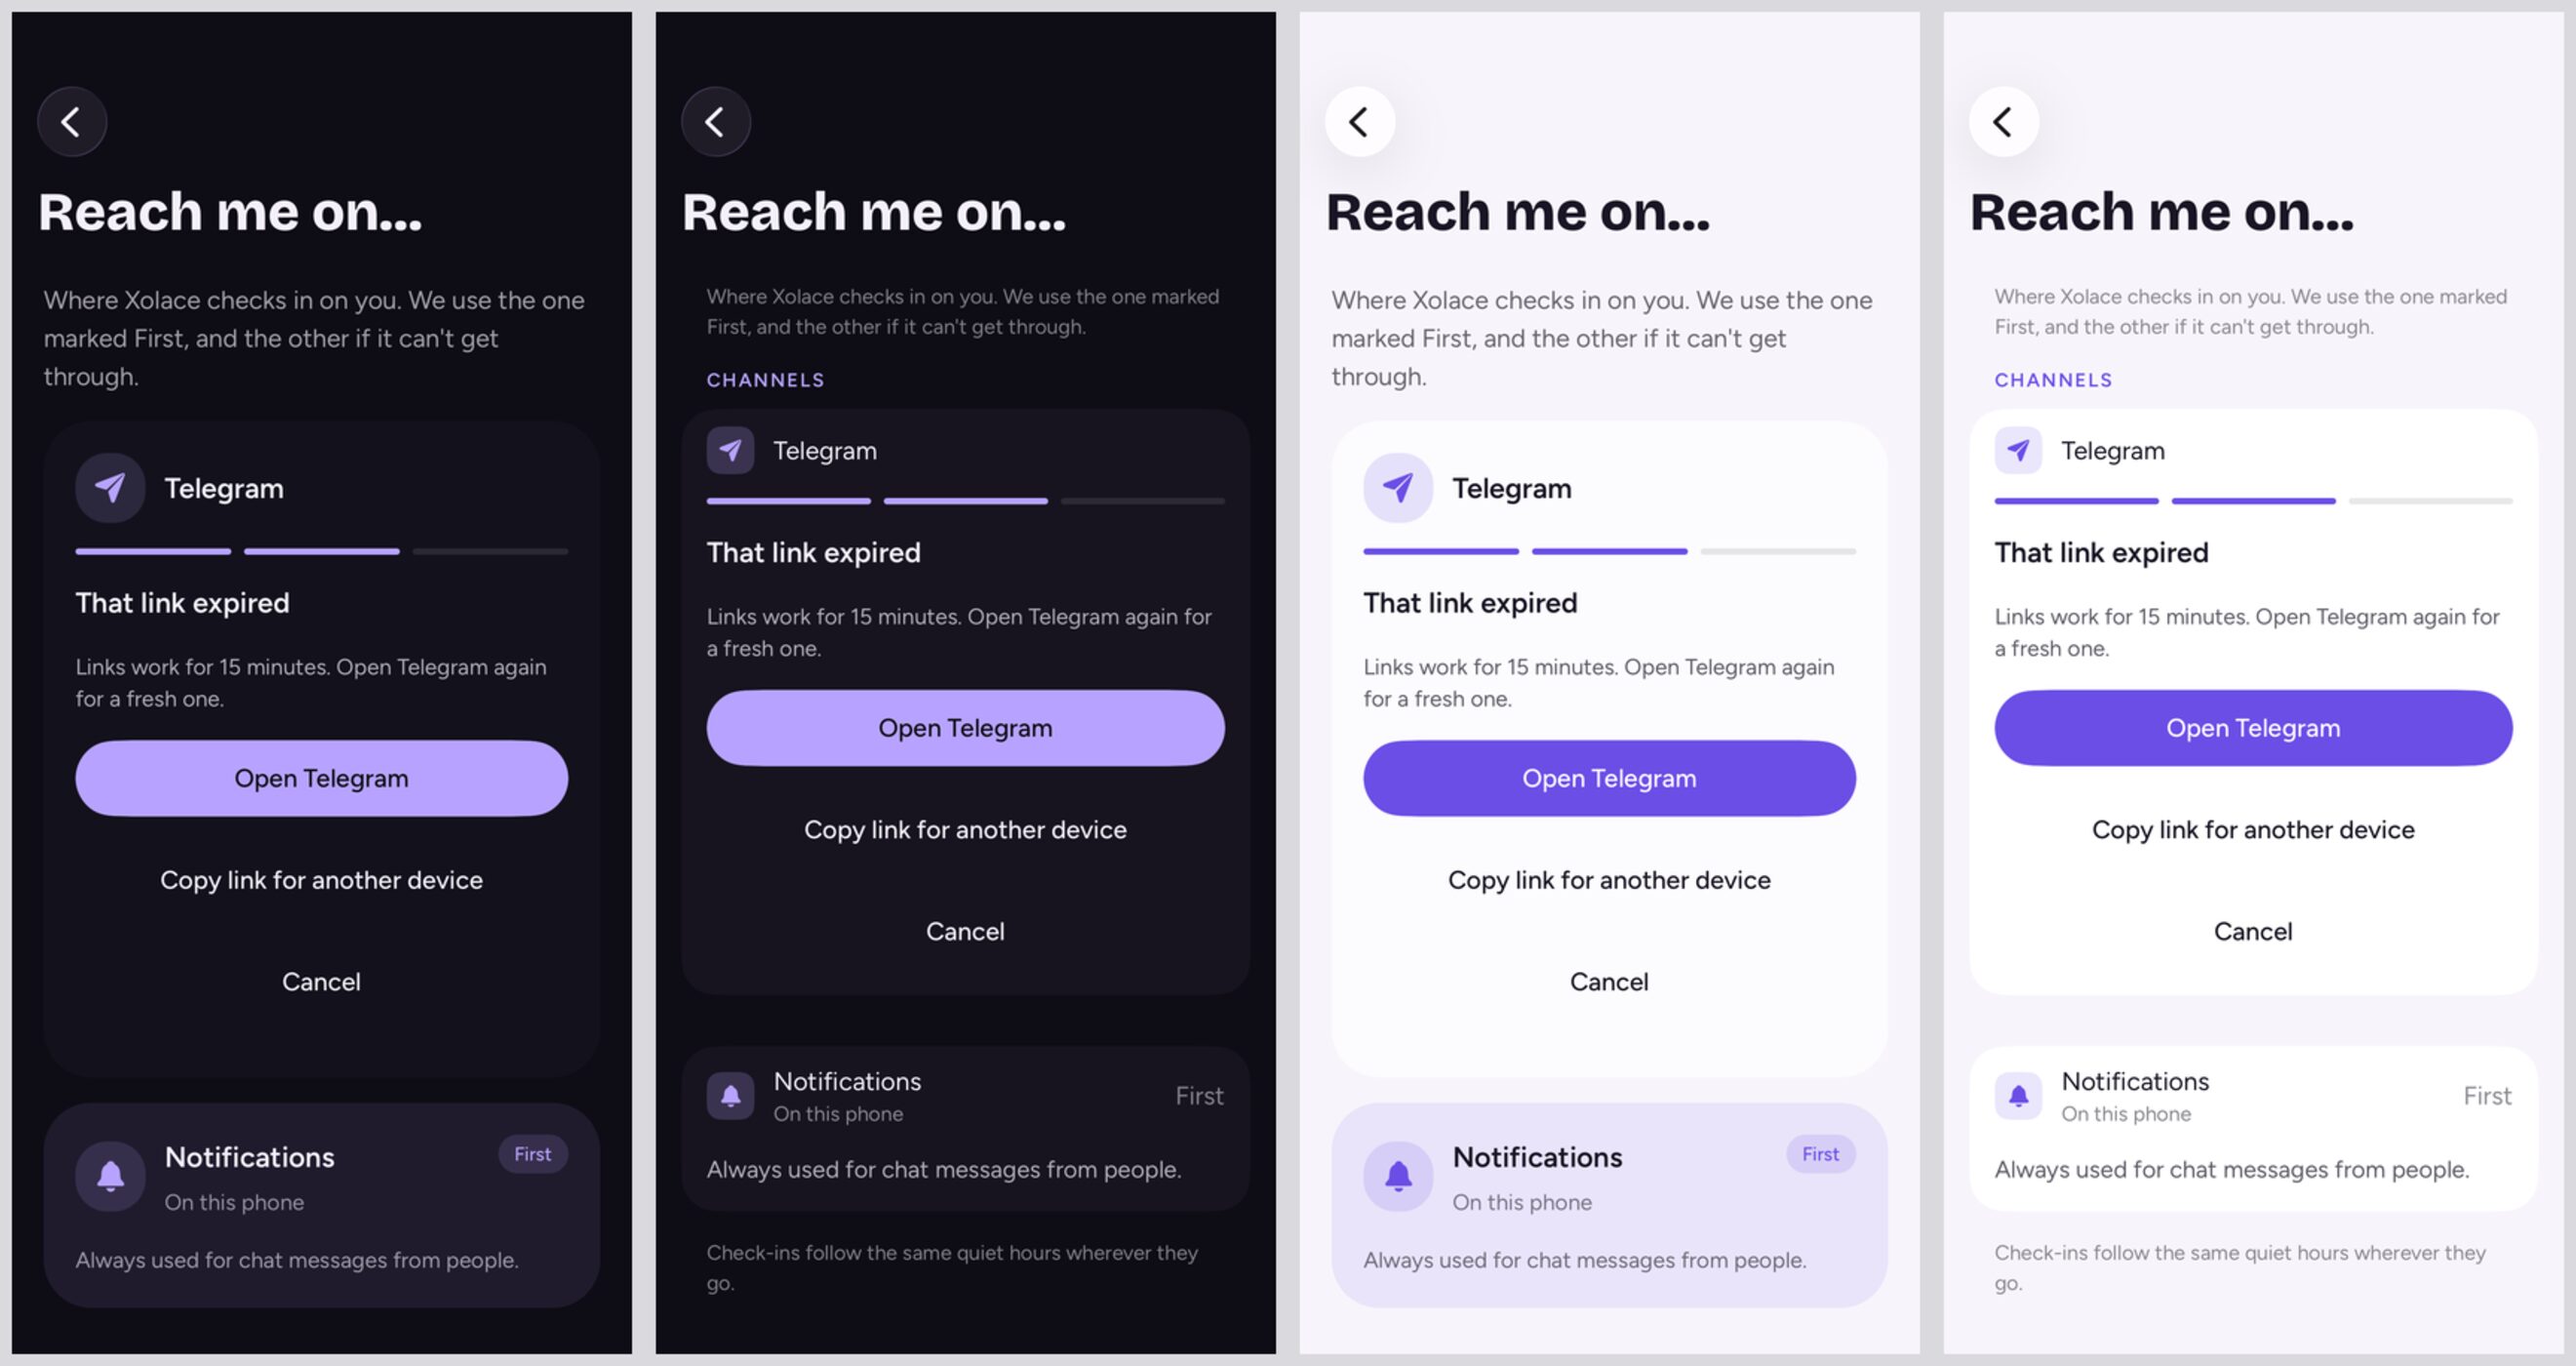 Reach me on...
Where Xolace checks in on you. We use the one
marked First, and the other if it can't get
through.
Telegram
That link expired
Links work for 15 minutes. Open Telegram again
for a fresh one.
Open Telegram
Copy link for another device
Cancel
Notifications
First
On this phone
Always used for chat messages from people.
Reach me on...
Where Xolace checks in on you. We use the one marked
First, and the other if it can't get through.
CHANNELS
Telegram
That link expired
Links work for 15 minutes. Open Telegram again for
a fresh one.
Open Telegram
Copy link for another device
Cancel
Notifications
On this phone
First
Always used for chat messages from people.
Check-ins follow the same quiet hours wherever they
go.
Reach me on...
Where Xolace checks in on you. We use the one
marked First, and the other if it can't get
through.
Telegram
That link expired
Links work for 15 minutes. Open Telegram again
for a fresh one.
Open Telegram
Copy link for another device
Cancel
Notifications
First
On this phone
Always used for chat messages from people.
Reach me on...
Where Xolace checks in on you. We use the one marked
First, and the other if it can't get through.
CHANNELS
Telegram
That link expired
Links work for 15 minutes. Open Telegram again for
a fresh one.
Open Telegram
Copy link for another device
Cancel
Notifications
On this phone
First
Always used for chat messages from people.
Check-ins follow the same quiet hours wherever they
go.